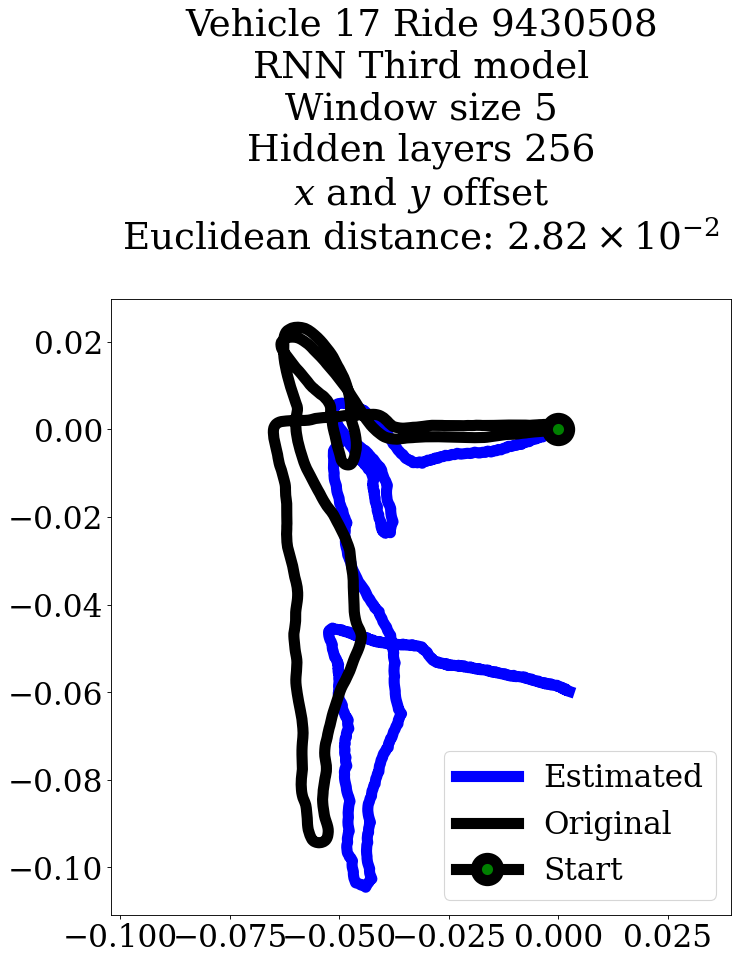 Vehicle 17 Ride 9430508
RNN Third model
Window size 5
Hidden layers 256
x and y offset
Euclidean distance: 2.82 × 10⁻²
0.02
0.00
−0.02
−0.04
−0.06
−0.08
−0.10
Estimated
Original
Start
−0.100 −0.075 −0.050 −0.025 0.000 0.025